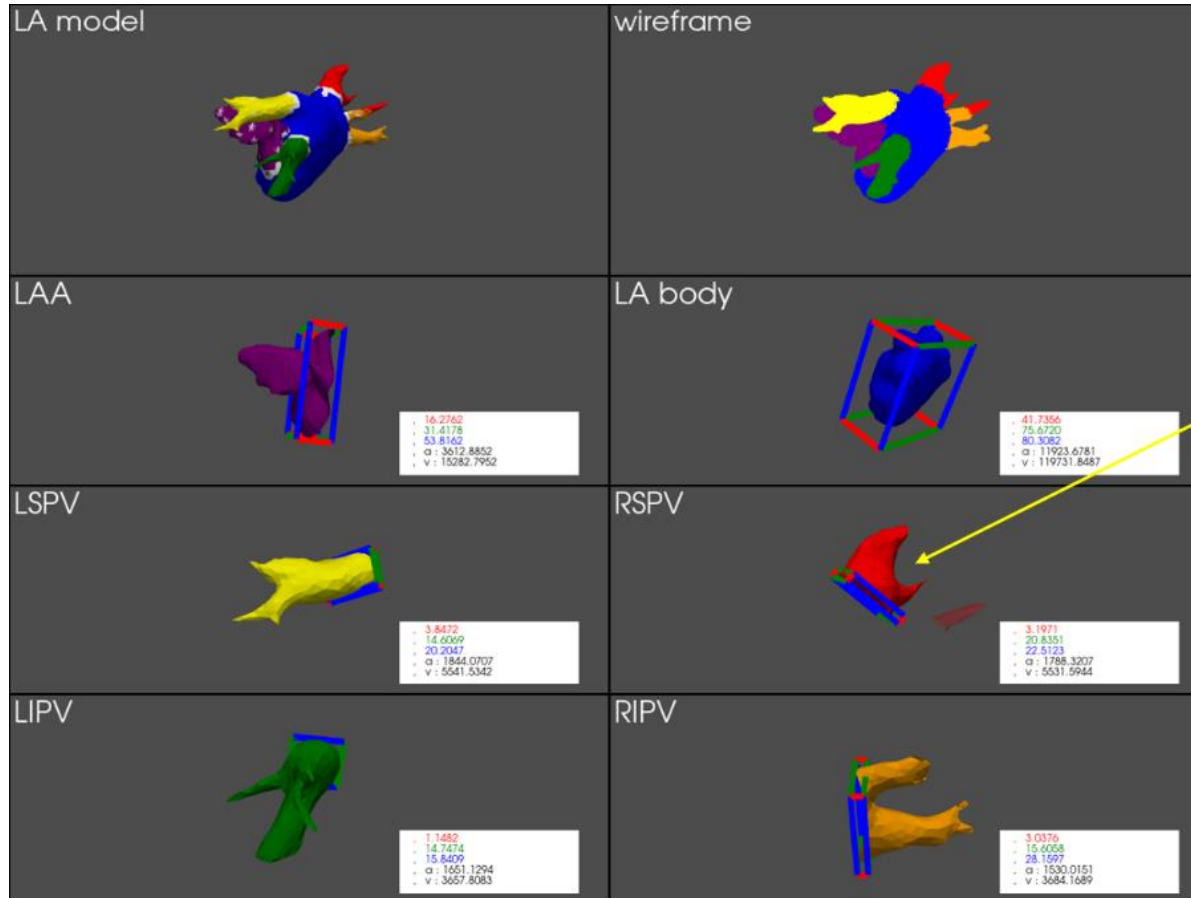 LA model
wireframe
LAA
, 16.2762
, 31.4178
, 53.8162
, a : 3612.8852
, v : 15282.7952
LA body
, 41.7356
, 75.6720
, 80.3082
, a : 11923.6781
, v : 119731.8487
LSPV
, 3.8472
, 14.6069
, 20.2047
, a : 1844.0707
, v : 5541.5342
RSPV
, 3.1971
, 20.8351
, 22.5123
, a : 1788.3207
, v : 5531.5944
LIPV
, 1.1482
, 14.7474
, 15.8409
, a : 1651.1294
, v : 3657.8083
RIPV
, 3.0376
, 15.6058
, 28.1597
, a : 1530.0151
, v : 3684.1689